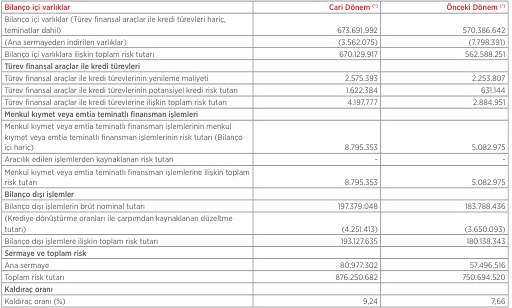 Bilanço içi varlıklar Cari Dönem (*) Önceki Dönem (*)
Bilanço içi varlıklar (Türev finansal araçlar ile kredi türevleri hariç,
teminatlar dahil) 673.691.992 570.386.642
(Ana sermayeden indirilen varlıklar) (3.562.075) (7.798.391)
Bilanço içi varlıklara ilişkin toplam risk tutarı 670.129.917 562.588.251
Türev finansal araçlar ile kredi türevleri
Türev finansal araçlar ile kredi türevlerinin yenileme maliyeti 2.575.393 2.253.807
Türev finansal araçlar ile kredi türevlerinin potansiyel kredi risk tutarı 1.622.384 631.144
Türev finansal araçlar ile kredi türevlerine ilişkin toplam risk tutarı 4.197.777 2.884.951
Menkul kıymet veya emtia teminatlı finansman işlemleri
Menkul kıymet veya emtia teminatlı finansman işlemlerinin menkul
kıymet veya emtia teminatlı finansman işlemlerinin risk tutarı (Bilanço
içi hariç) 8.795.353 5.082.975
Aracılık edilen işlemlerden kaynaklanan risk tutarı - -
Menkul kıymet veya emtia teminatlı finansman işlemlerine ilişkin toplam
risk tutarı 8.795.353 5.082.975
Bilanço dışı işlemler
Bilanço dışı işlemlerin brüt nominal tutarı 197.379.048 183.788.436
(Krediye dönüştürme oranları ile çarpımdan kaynaklanan düzeltme
tutarı) (4.251.413) (3.650.093)
Bilanço dışı işlemlere ilişkin toplam risk tutarı 193.127.635 180.138.343
Sermaye ve toplam risk
Ana sermaye 80.977.302 57.496.516
Toplam risk tutarı 876.250.682 750.694.520
Kaldıraç oranı
Kaldıraç oranı (%) 9,24 7,66